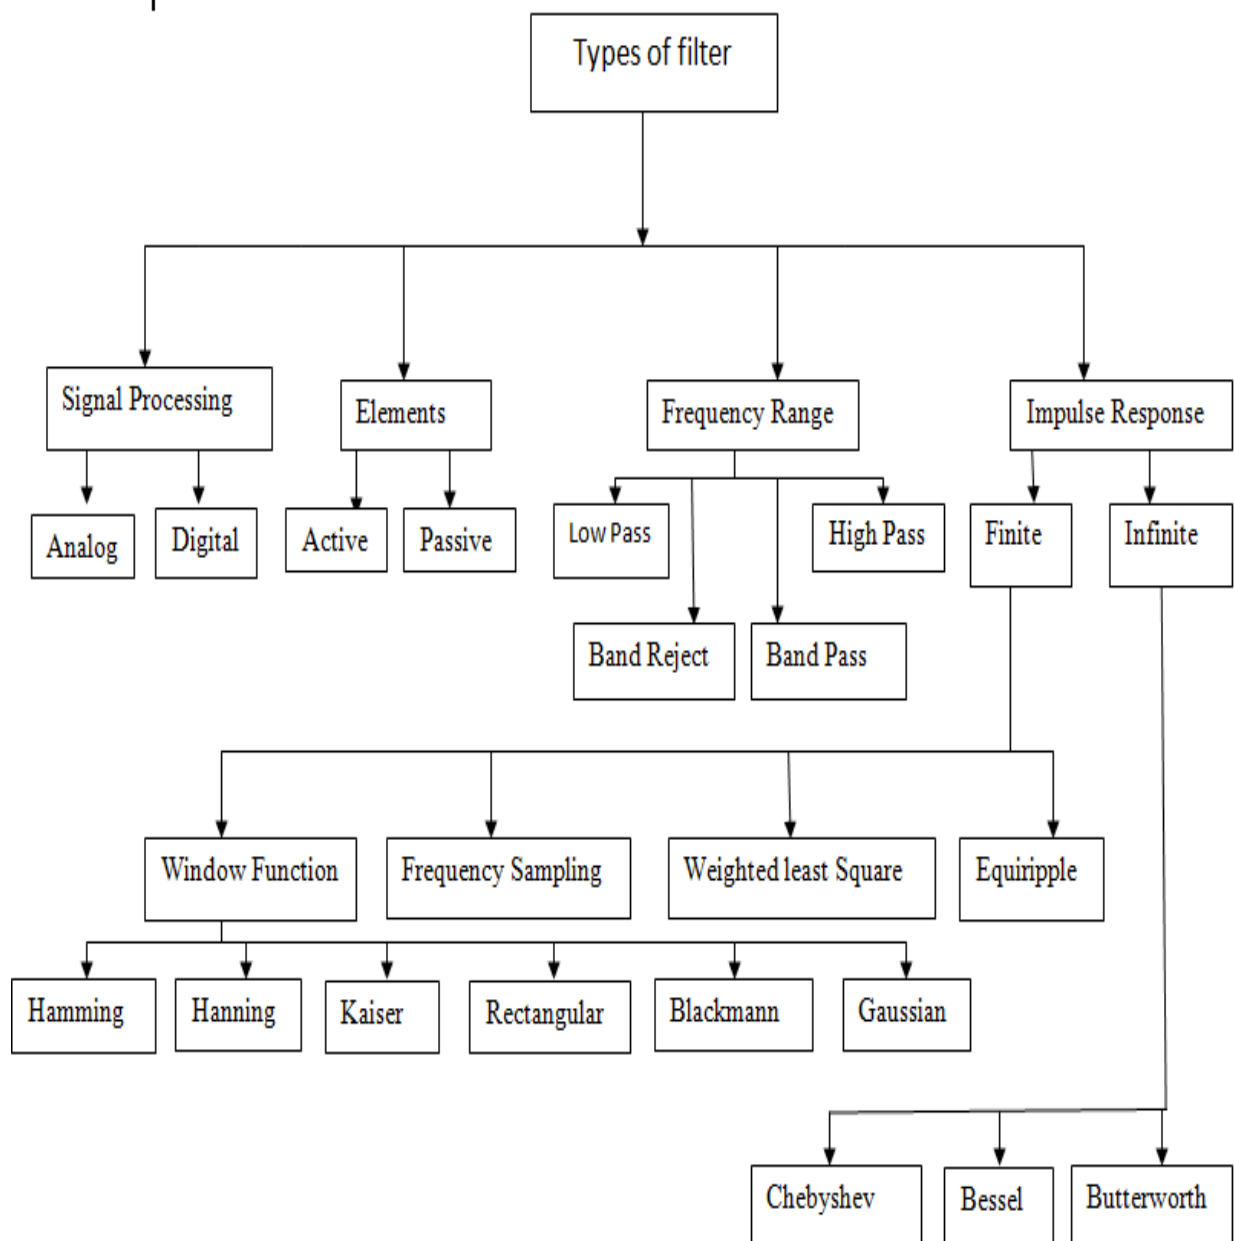 Types of filter
Signal Processing
Elements
Frequency Range
Impulse Response
Analog
Digital
Active
Passive
Low Pass
High Pass
Finite
Infinite
Band Reject
Band Pass
Window Function
Frequency Sampling
Weighted least Square
Equiripple
Hamming
Hanning
Kaiser
Rectangular
Blackmann
Gaussian
Chebyshev
Bessel
Butterworth